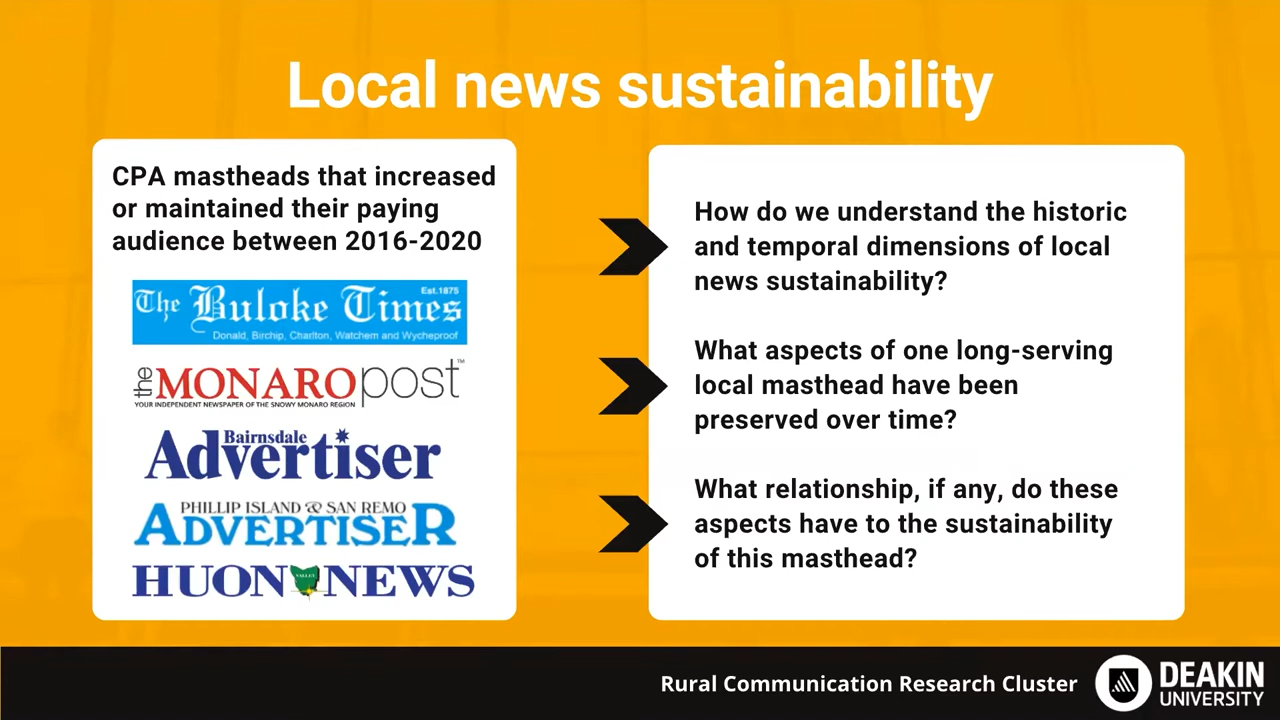 Local news sustainability
CPA mastheads that increased
or maintained their paying
audience between 2016-2020
Est.1875
The Buloke Times
Donald, Birchip, Charlton, Watchem and Wycheproof
the MONAROpost™
YOUR INDEPENDENT NEWSPAPER OF THE SNOWY MONARO REGION
Bairnsdale
Advertiser
PHILLIP ISLAND & SAN REMO
ADVERTISER
HUON VALLEY NEWS
How do we understand the historic
and temporal dimensions of local
news sustainability?
What aspects of one long-serving
local masthead have been
preserved over time?
What relationship, if any, do these
aspects have to the sustainability
of this masthead?
Rural Communication Research Cluster
DEAKIN
UNIVERSITY